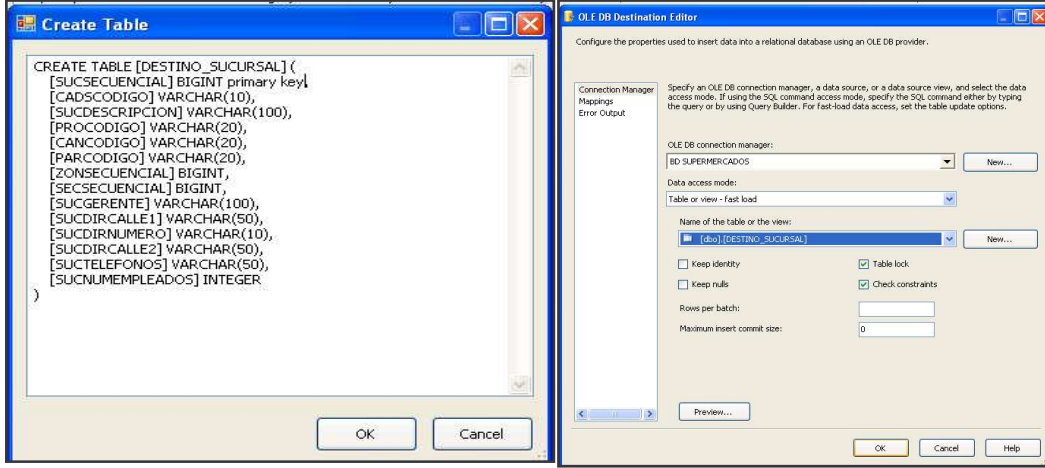 Create Table
CREATE TABLE [DESTINO_SUCURSAL] (
[SUCSECUENCIAL] BIGINT primary key,
[CADSCODIGO] VARCHAR(10),
[SUCDESCRIPCION] VARCHAR(100),
[PROCODIGO] VARCHAR(20),
[CANCODIGO] VARCHAR(20),
[PARCODIGO] VARCHAR(20),
[ZONSECUENCIAL] BIGINT,
[SECSECUENCIAL] BIGINT,
[SUCGERENTE] VARCHAR(100),
[SUCDIRCALLE1] VARCHAR(50),
[SUCDIRNUMERO] VARCHAR(10),
[SUCDIRCALLE2] VARCHAR(50),
[SUCTELEFONOS] VARCHAR(50),
[SUCNUMEMPLEADOS] INTEGER
)
OK
Cancel
OLE DB Destination Editor
Configure the properties used to insert data into a relational database using an OLE DB provider.
Connection Manager
Mappings
Error Output
Specify an OLE DB connection manager, a data source, or a data source view, and select the data
access mode. If using the SQL command access mode, specify the SQL command either by typing
the query or by using Query Builder. For fast-load data access, set the table update options.
OLE DB connection manager:
BD SUPERMERCADOS
New...
Data access mode:
Table or view - fast load
Name of the table or the view:
[dbo].[DESTINO_SUCURSAL]
New...
Keep identity
Table lock
Keep nulls
Check constraints
Rows per batch:
Maximum insert commit size:
0
Preview...
OK
Cancel
Help